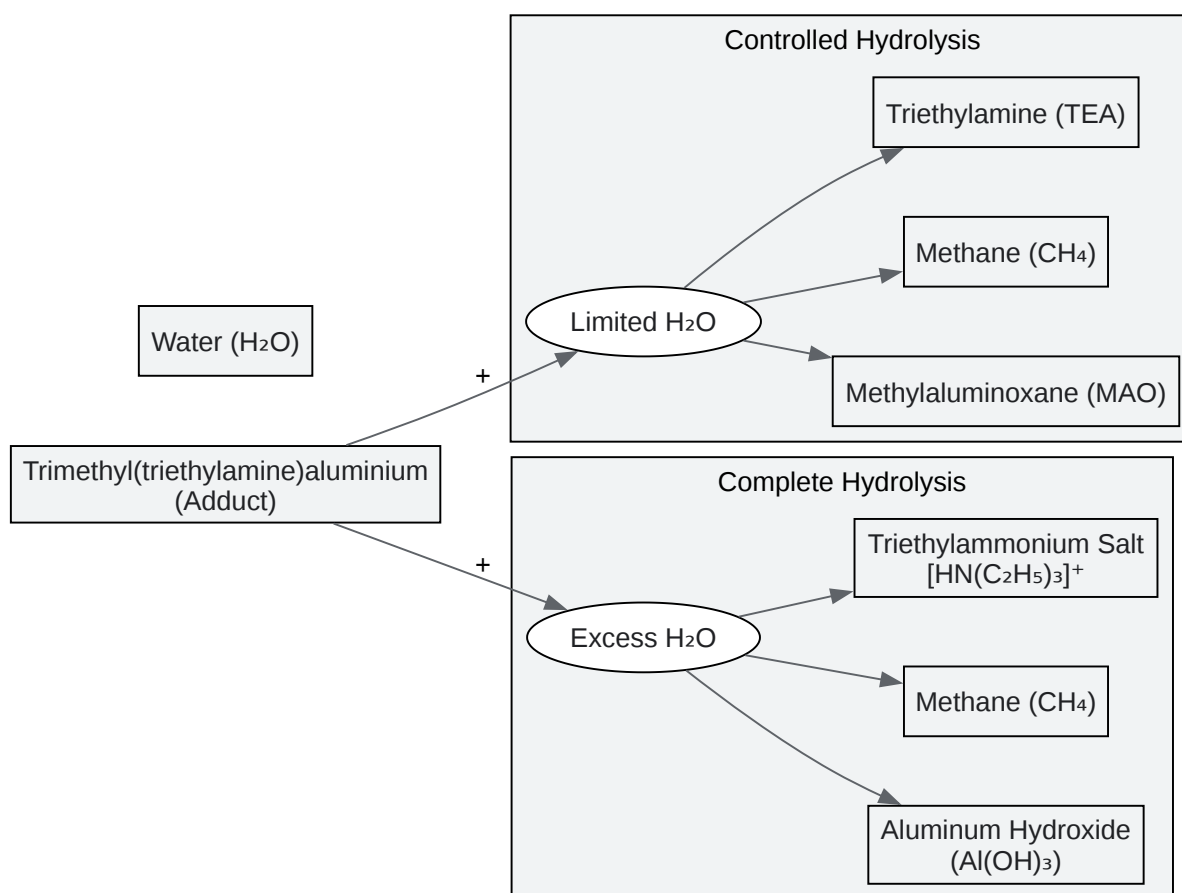 Controlled Hydrolysis
Triethylamine (TEA)
Methane (CH₄)
Limited H₂O
Methylaluminoxane (MAO)
Water (H₂O)
+
Trimethyl(triethylamine)aluminium
(Adduct)
+
Complete Hydrolysis
Triethylammonium Salt
[HN(C₂H₅)₃]⁺
Excess H₂O
Methane (CH₄)
Aluminum Hydroxide
(Al(OH)₃)